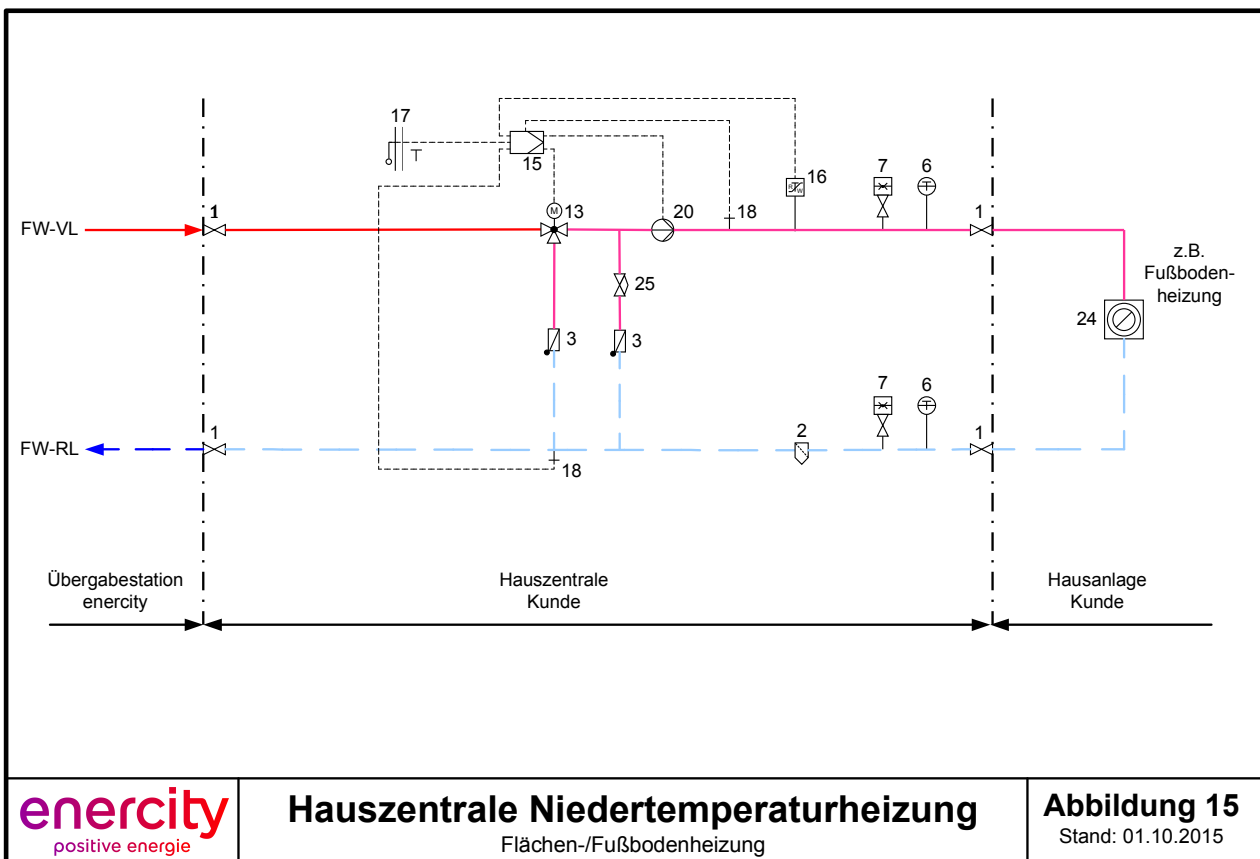 17
T
15
16
7
6
13
20
18
1
1
M
B T W
T
FW-VL
z.B.
Fußboden-
heizung
25
24
3
3
7
6
T
1
2
1
FW-RL
18
Übergabestation
enercity
Hauszentrale
Kunde
Hausanlage
Kunde
enercity
positive energie
Hauszentrale Niedertemperaturheizung
Flächen-/Fußbodenheizung
Abbildung 15
Stand: 01.10.2015